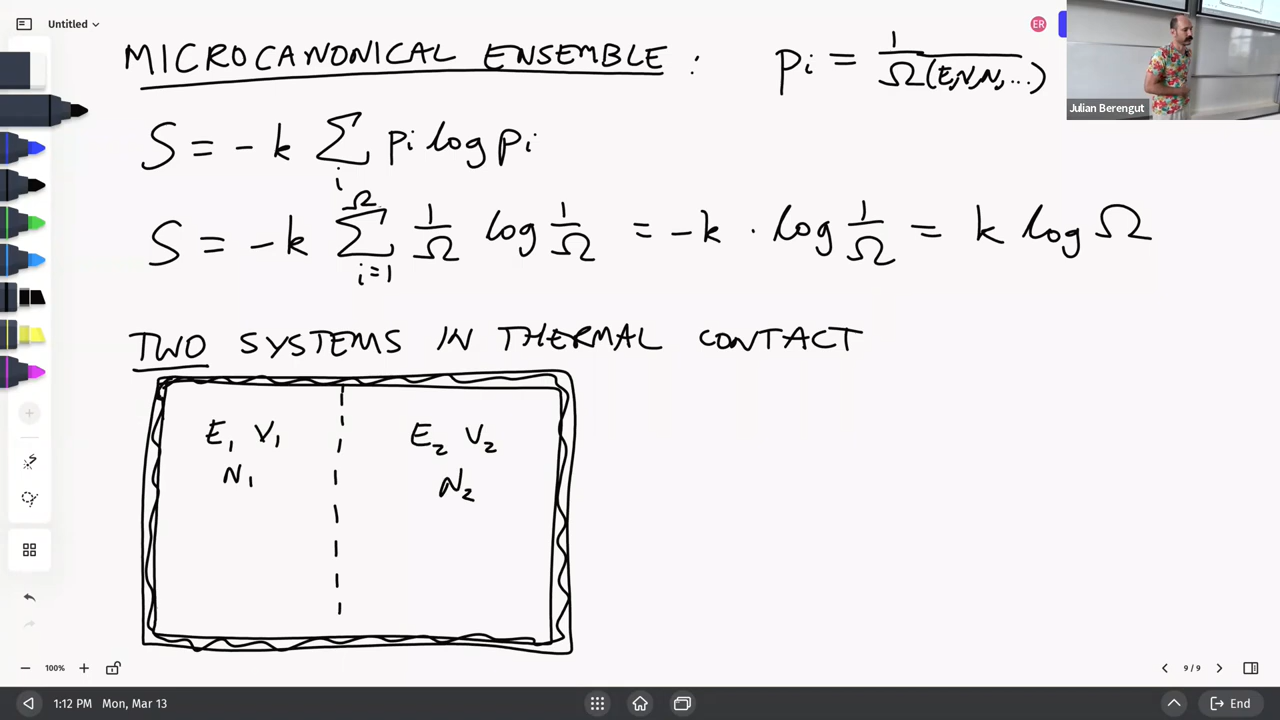 Untitled
ER
MICROCANONICAL ENSEMBLE : pi = 1/Ω(E,V,N,...)
Julian Berengut
S = -k Σ_i pi log pi
S = -k Σ_{i=1}^{Ω} 1/Ω log 1/Ω = -k · log 1/Ω = k log Ω
TWO SYSTEMS IN THERMAL CONTACT
E₁ V₁ E₂ V₂
N₁ N₂
100%
9/9
1:12 PM Mon, Mar 13
End